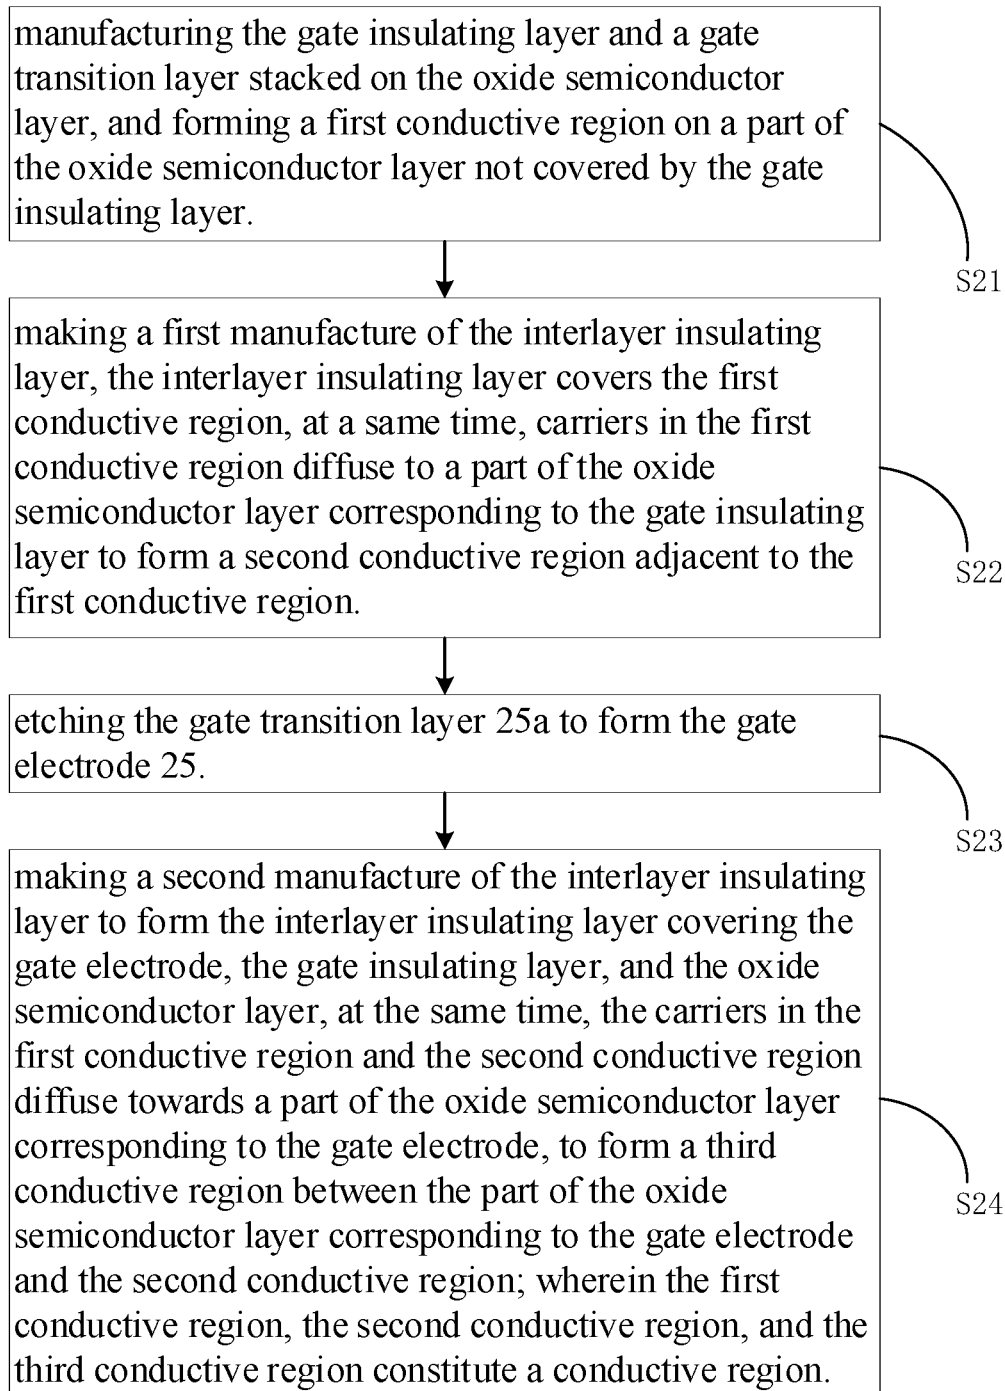 manufacturing the gate insulating layer and a gate
transition layer stacked on the oxide semiconductor
layer, and forming a first conductive region on a part of
the oxide semiconductor layer not covered by the gate
insulating layer.
S21
making a first manufacture of the interlayer insulating
layer, the interlayer insulating layer covers the first
conductive region, at a same time, carriers in the first
conductive region diffuse to a part of the oxide
semiconductor layer corresponding to the gate insulating
layer to form a second conductive region adjacent to the
first conductive region.
S22
etching the gate transition layer 25a to form the gate
electrode 25.
S23
making a second manufacture of the interlayer insulating
layer to form the interlayer insulating layer covering the
gate electrode, the gate insulating layer, and the oxide
semiconductor layer, at the same time, the carriers in the
first conductive region and the second conductive region
diffuse towards a part of the oxide semiconductor layer
corresponding to the gate electrode, to form a third
conductive region between the part of the oxide
semiconductor layer corresponding to the gate electrode
and the second conductive region; wherein the first
conductive region, the second conductive region, and the
third conductive region constitute a conductive region.
S24